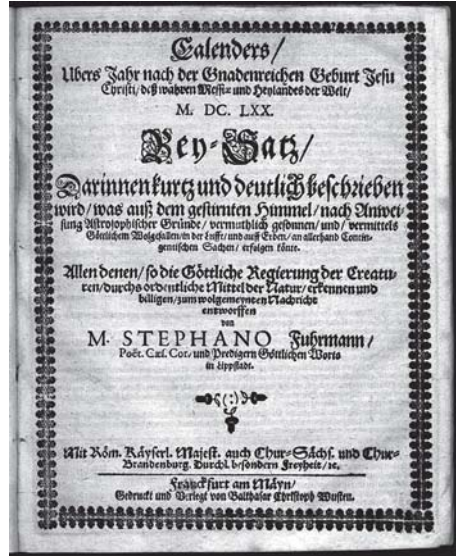 Calenders/
Ubers Jahr nach der Gnadenreichen Geburt Jesu
Christi/ deß wahren Messi- und Heylandes der Welt/
M. DC. LXX.
Bey-Satz/
Darinnen kurtz und deutlich beschrieben
wird/ was auß dem gestirnten Himmel/ nach Anwei-
sung Astrosophischer Gründe/ vermuthlich gesonnen/ und/ vermittels
Göttlichem Wolgefallen/ in der Lufft/ und auff Erden/ an allerhand Contin-
gentischen Sachen/ erfolgen könte.
Allen denen/ so die Göttliche Regierung der Creatu-
ren/ durchs ordentliche Mittel der Natur/ erkennen und
billigen/ zum wolgemeynten Nachricht
entworffen
von
M. STEPHANO Fuhrmann/
Poët. Cæs. Cor. und Predigern Göttlichen Worts
in Lippstadt.
Mit Röm. Käyserl. Majest. auch Chur-Sächs. und Chur-
Brandenburg. Durchl. besondern Freyheit/ ꝛc.
Franckfurt am Mäyn/
Gedruckt und Verlegt von Balthasar Christoph Wusten.